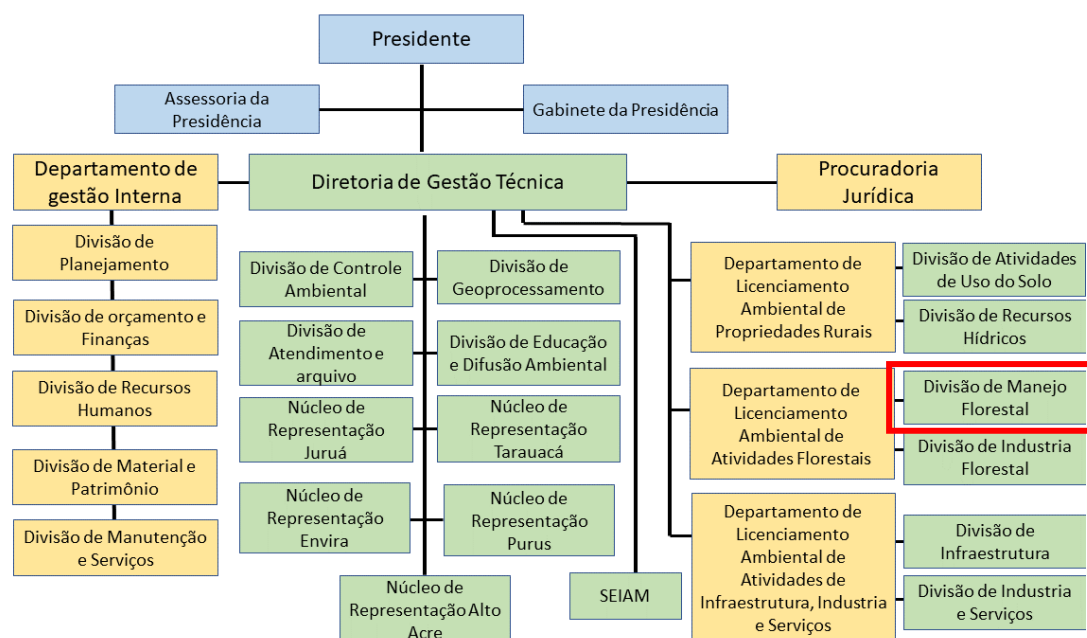 Presidente
Assessoria da
Presidência
Gabinete da Presidência
Departamento de
gestão Interna
Diretoria de Gestão Técnica
Procuradoria
Jurídica
Divisão de
Planejamento
Divisão de orçamento e
Finanças
Divisão de Recursos
Humanos
Divisão de Material e
Patrimônio
Divisão de Manutenção
e Serviços
Divisão de Controle
Ambiental
Divisão de
Geoprocessamento
Divisão de
Atendimento e
arquivo
Divisão de Educação
e Difusão Ambiental
Núcleo de
Representação
Juruá
Núcleo de
Representação
Tarauacá
Núcleo de
Representação
Envira
Núcleo de
Representação
Purus
Núcleo de
Representação Alto
Acre
SEIAM
Departamento de
Licenciamento
Ambiental de
Propriedades Rurais
Divisão de Atividades
de Uso do Solo
Divisão de Recursos
Hídricos
Departamento de
Licenciamento
Ambiental de
Atividades Florestais
Divisão de Manejo
Florestal
Divisão de Industria
Florestal
Departamento de
Licenciamento
Ambiental de
Atividades de
Infraestrutura, Industria
e Serviços
Divisão de
Infraestrutura
Divisão de Industria
e Serviços